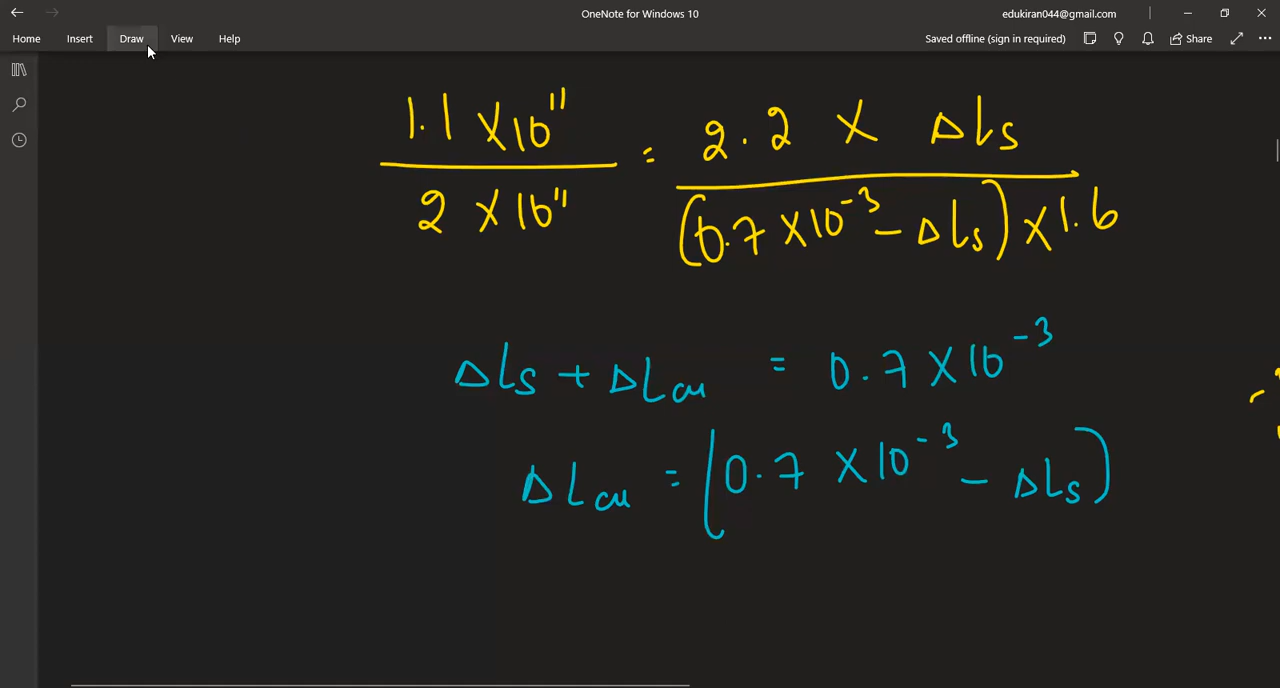 OneNote for Windows 10
edukiran044@gmail.com
Home Insert Draw View Help
Saved offline (sign in required) Share
1.1 X10¹¹
2 X10¹¹
=
2.2 X ΔLs
(0.7X10⁻³ - ΔLs) X1.6
ΔLs + ΔLcu = 0.7 X10⁻³
ΔLcu = (0.7 X10⁻³ - ΔLs)